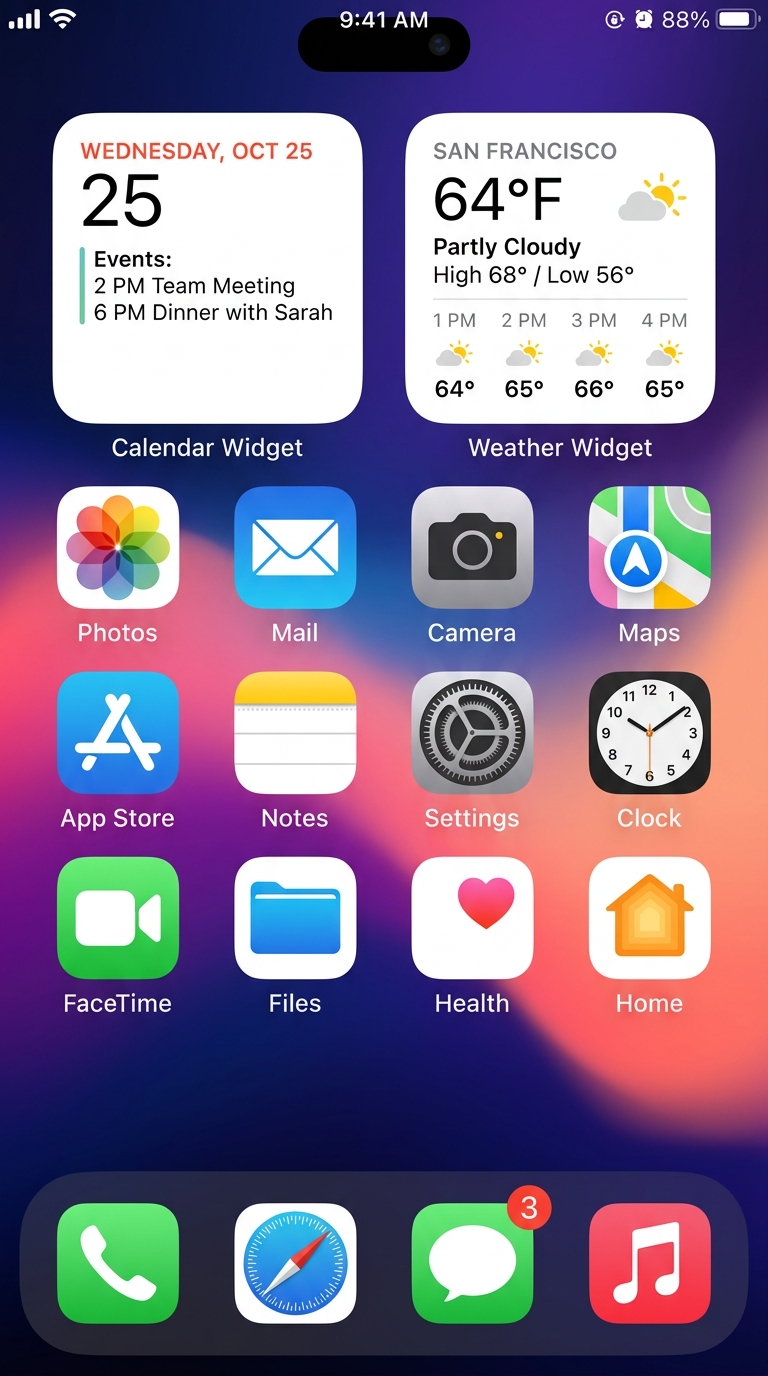 9:41 AM
88%
WEDNESDAY, OCT 25
25
Events:
2 PM Team Meeting
6 PM Dinner with Sarah
Calendar Widget
SAN FRANCISCO
64°F
Partly Cloudy
High 68° / Low 56°
1 PM 2 PM 3 PM 4 PM
64° 65° 66° 65°
Weather Widget
Photos Mail Camera Maps
12
1
2
3
4
5
6
7
8
9
10
11
App Store Notes Settings Clock
FaceTime Files Health Home
3